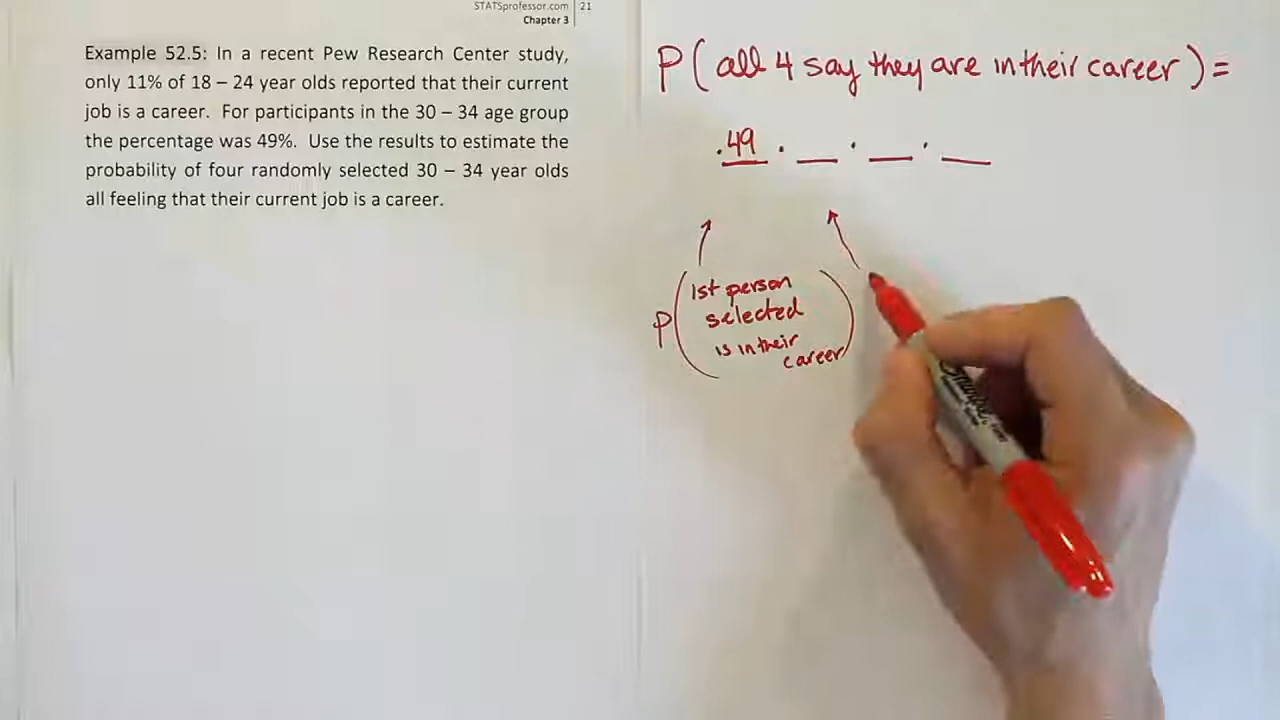 STATSprofessor.com 21
Chapter 3
Example 52.5: In a recent Pew Research Center study,
only 11% of 18 – 24 year olds reported that their current
job is a career. For participants in the 30 – 34 age group
the percentage was 49%. Use the results to estimate the
probability of four randomly selected 30 – 34 year olds
all feeling that their current job is a career.
P(all 4 say they are in their career) =
.49 · __ · __ · __
P(1st person
selected
is in their
career)
Sharpie